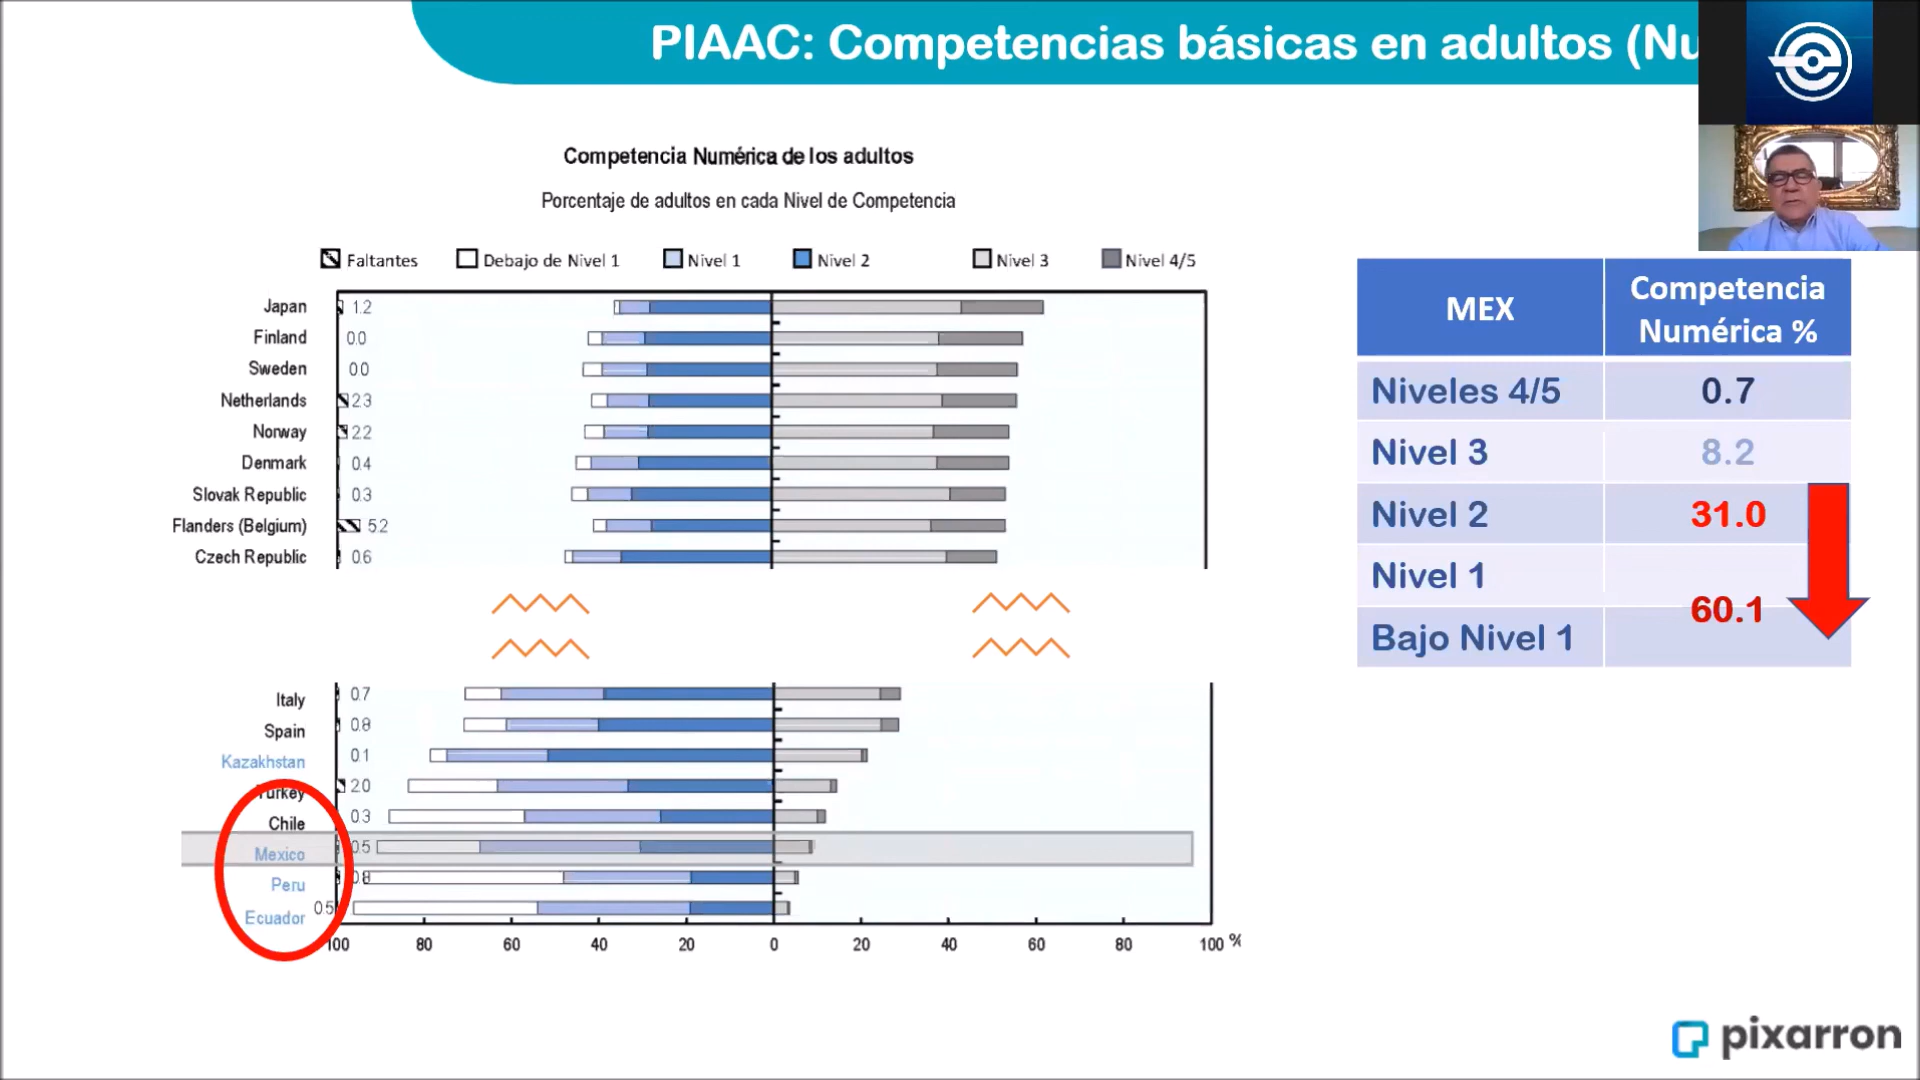 PIAAC: Competencias básicas en adultos (Nu
Competencia Numérica de los adultos
Porcentaje de adultos en cada Nivel de Competencia
Faltantes Debajo de Nivel 1 Nivel 1 Nivel 2 Nivel 3 Nivel 4/5
Japan 1.2
Finland 0.0
Sweden 0.0
Netherlands 2.3
Norway 2.2
Denmark 0.4
Slovak Republic 0.3
Flanders (Belgium) 5.2
Czech Republic 0.6
Italy 0.7
Spain 0.8
Kazakhstan 0.1
Turkey 2.0
Chile 0.3
Mexico 0.5
Peru 0.8
Ecuador 0.5
100 80 60 40 20 0 20 40 60 80 100 %
MEX Competencia Numérica %
Niveles 4/5 0.7
Nivel 3 8.2
Nivel 2 31.0
Nivel 1
60.1
Bajo Nivel 1
pixarron